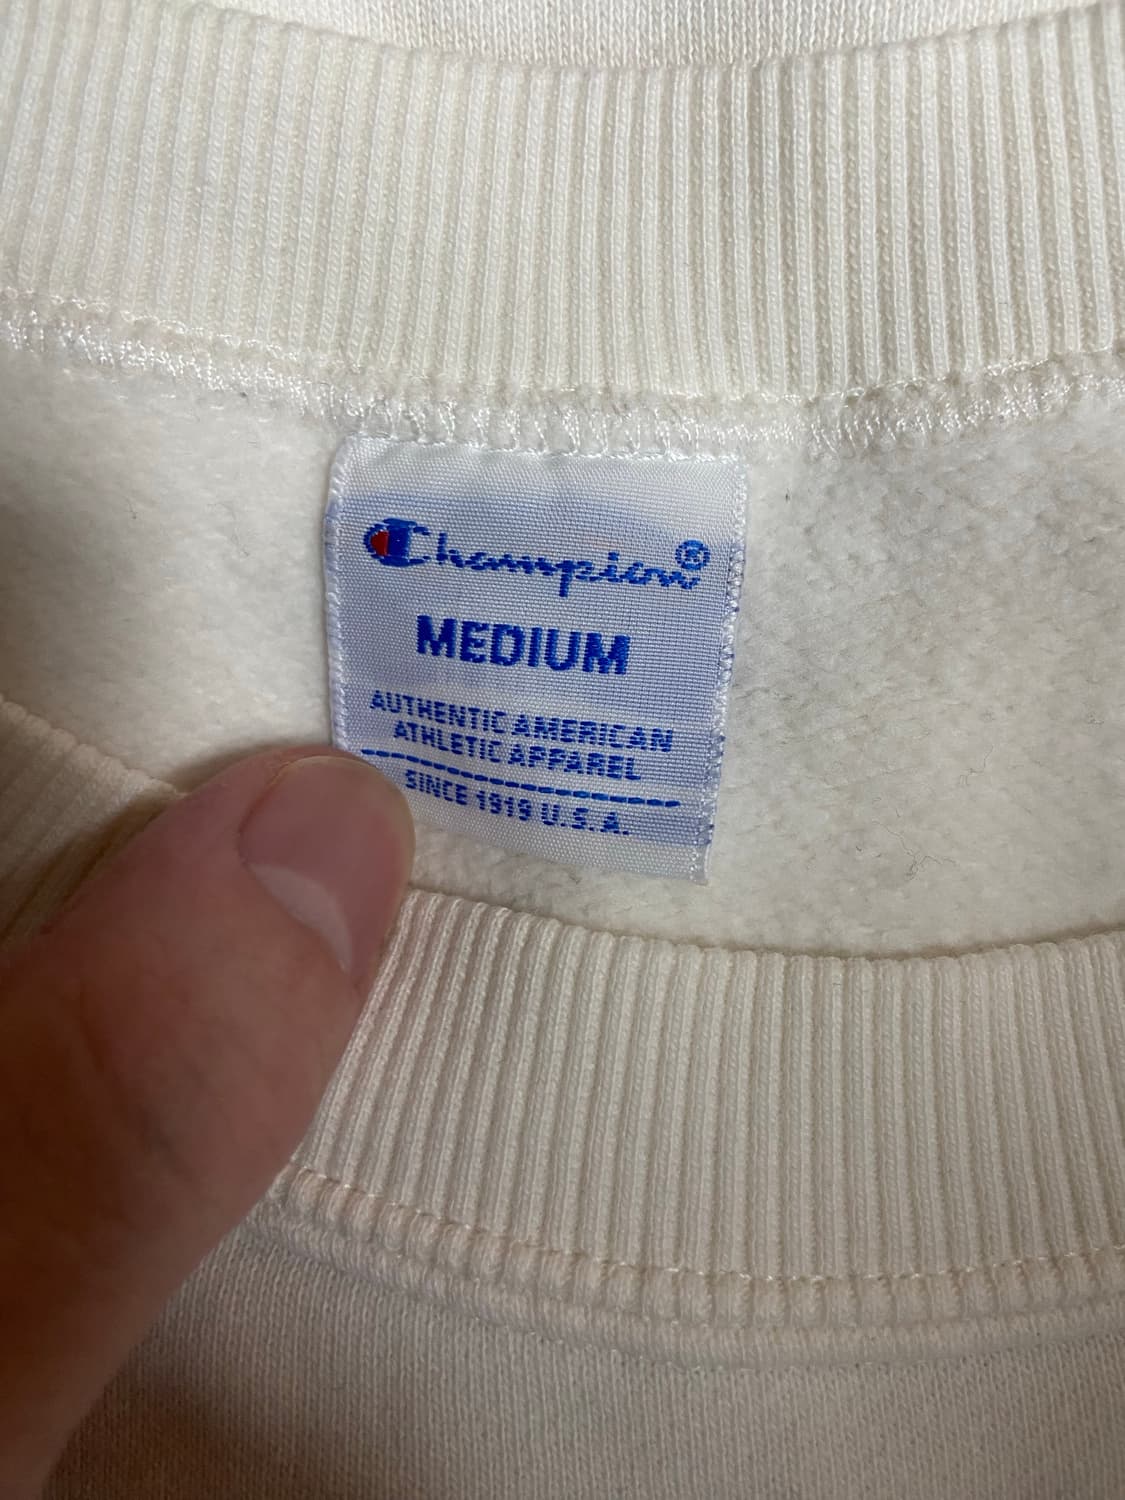 Champion®
MEDIUM
AUTHENTIC AMERICAN
ATHLETIC APPAREL
SINCE 1919 U.S.A.